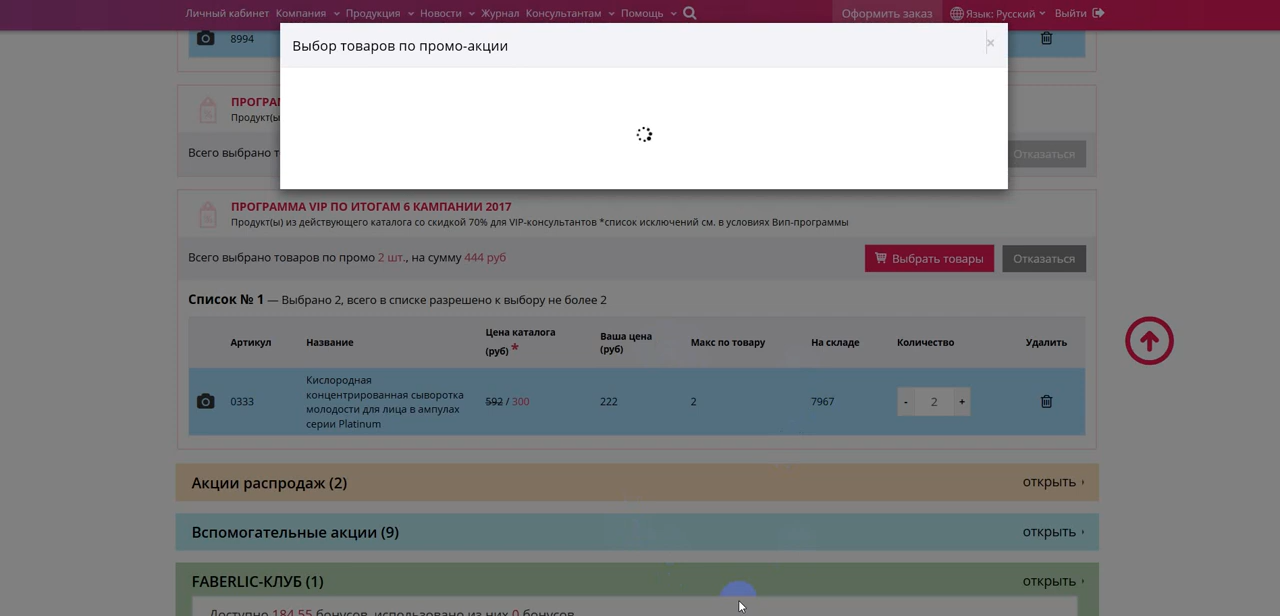 Личный кабинет Компания Продукция Новости Журнал Консультантам Помощь Оформить заказ Язык: Русский Выйти
Выбор товаров по промо-акции ×
8994
ПРОГРАМ
Продукт(ы
Всего выбрано т Отказаться
ПРОГРАММА VIP ПО ИТОГАМ 6 КАМПАНИИ 2017
Продукт(ы) из действующего каталога со скидкой 70% для VIP-консультантов *список исключений см. в условиях Вип-программы
Всего выбрано товаров по промо 2 шт., на сумму 444 руб Выбрать товары Отказаться
Список № 1 — Выбрано 2, всего в списке разрешено к выбору не более 2
Артикул Название Цена каталога (руб) * Ваша цена (руб) Макс по товару На складе Количество Удалить
0333 Кислородная
концентрированная сыворотка
молодости для лица в ампулах
серии Platinum
592 / 300 222 2 7967 - 2 +
Акции распродаж (2) открыть
Вспомогательные акции (9) открыть
FABERLIC-КЛУБ (1) открыть
Доступно 184.55 бонусов, использовано из них 0 бонусов